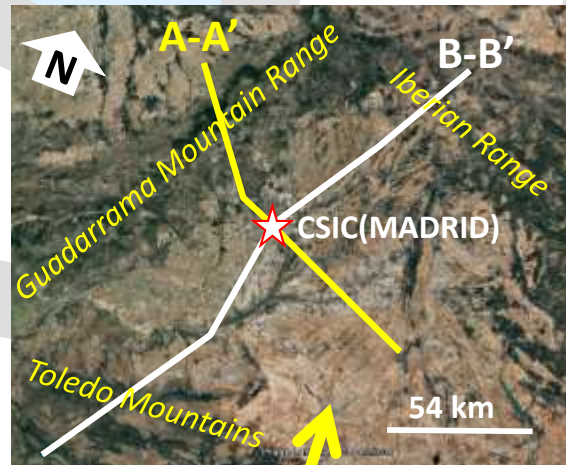 N
A-A’
B-B’
Guadarrama Mountain Range
Iberian Range
CSIC(MADRID)
Toledo Mountains
54 km